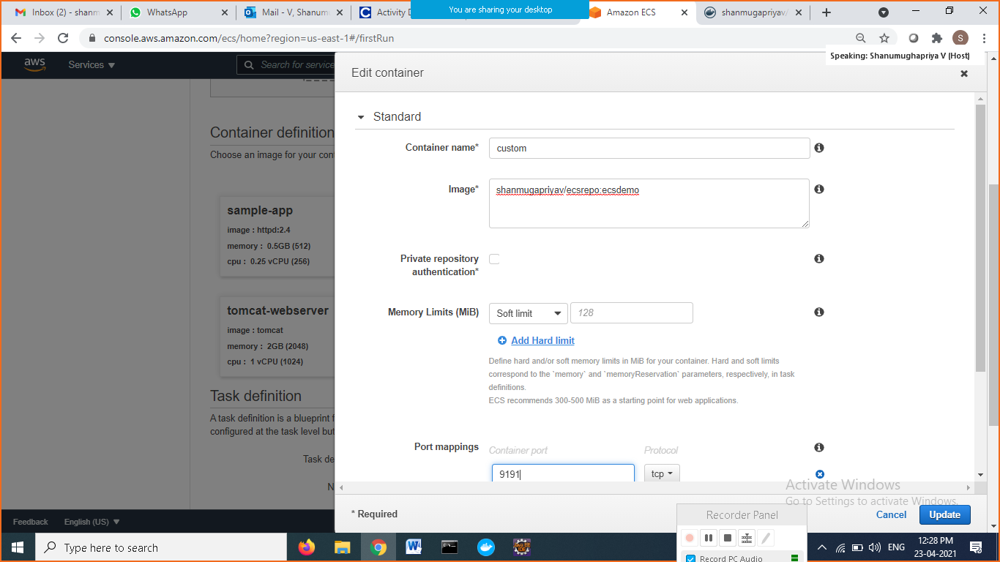 Inbox (2) - shanm
WhatsApp
Mail - V, Shanum
Activity D
You are sharing your desktop
Amazon ECS
shanmugapriyav/
console.aws.amazon.com/ecs/home?region=us-east-1#/firstRun
S
Speaking: Shanumughapriya V (Host)
aws
Services
Search for service
Edit container
Standard
Container definition
Choose an image for your con
Container name*
custom
Image*
shanmugapriyav/ecsrepo:ecsdemo
sample-app
image : httpd:2.4
memory : 0.5GB (512)
cpu : 0.25 vCPU (256)
Private repository
authentication*
tomcat-webserver
image : tomcat
memory : 2GB (2048)
cpu : 1 vCPU (1024)
Memory Limits (MiB)
Soft limit
128
Add Hard limit
Define hard and/or soft memory limits in MiB for your container. Hard and soft limits
correspond to the `memory` and `memoryReservation` parameters, respectively, in task
definitions.
ECS recommends 300-500 MiB as a starting point for web applications.
Task definition
A task definition is a blueprint f
configured at the task level but
Task de
N
Port mappings
Container port
Protocol
9191
tcp
Activate Windows
Go to Settings to activate Windows.
* Required
Cancel
Update
Feedback
English (US)
Recorder Panel
Record PC Audio
Type here to search
ENG
12:28 PM
23-04-2021